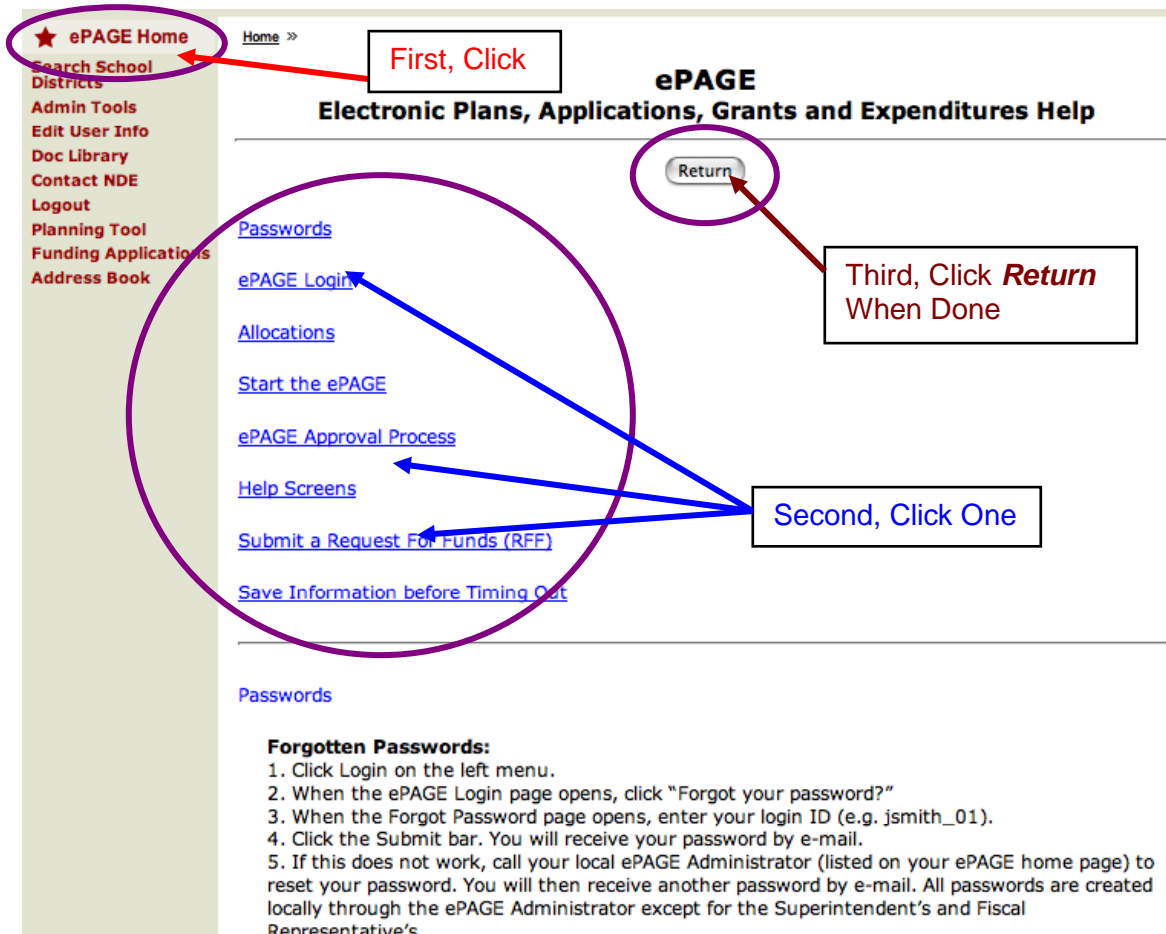 ePAGE Home
Search School
Districts
Admin Tools
Edit User Info
Doc Library
Contact NDE
Logout
Planning Tool
Funding Applications
Address Book
Home »
First, Click
ePAGE
Electronic Plans, Applications, Grants and Expenditures Help
Return
Third, Click Return
When Done
Passwords
ePAGE Login
Allocations
Start the ePAGE
ePAGE Approval Process
Help Screens
Second, Click One
Submit a Request For Funds (RFF)
Save Information before Timing Out
Passwords
Forgotten Passwords:
1. Click Login on the left menu.
2. When the ePAGE Login page opens, click “Forgot your password?”
3. When the Forgot Password page opens, enter your login ID (e.g. jsmith_01).
4. Click the Submit bar. You will receive your password by e-mail.
5. If this does not work, call your local ePAGE Administrator (listed on your ePAGE home page) to
reset your password. You will then receive another password by e-mail. All passwords are created
locally through the ePAGE Administrator except for the Superintendent’s and Fiscal
Representative’s